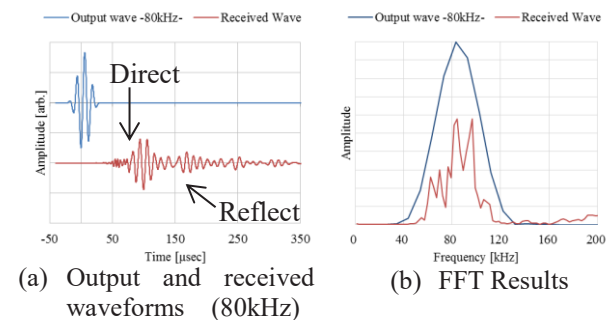 Output wave -80kHz- Received Wave
Direct
Reflect
Amplitude [arb.]
-50 50 150 250 350
Time [μsec]
(a) Output and received
waveforms (80kHz)
Output wave -80kHz- Received Wave
Amplitude
0 40 80 120 160 200
Frequency [kHz]
(b) FFT Results